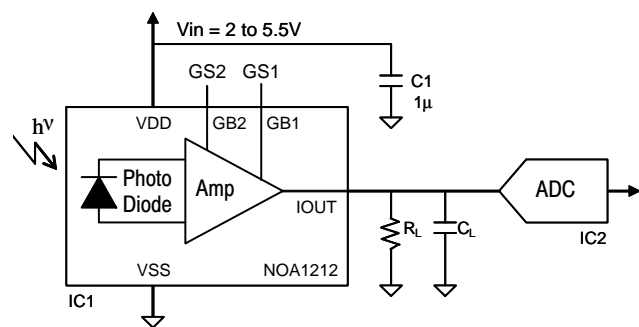 Vin = 2 to 5.5V
GS2 GS1
C1
1μ
hν
VDD
GB2
GB1
Photo
Diode
Amp
IOUT
ADC
RL
CL
IC2
VSS
NOA1212
IC1